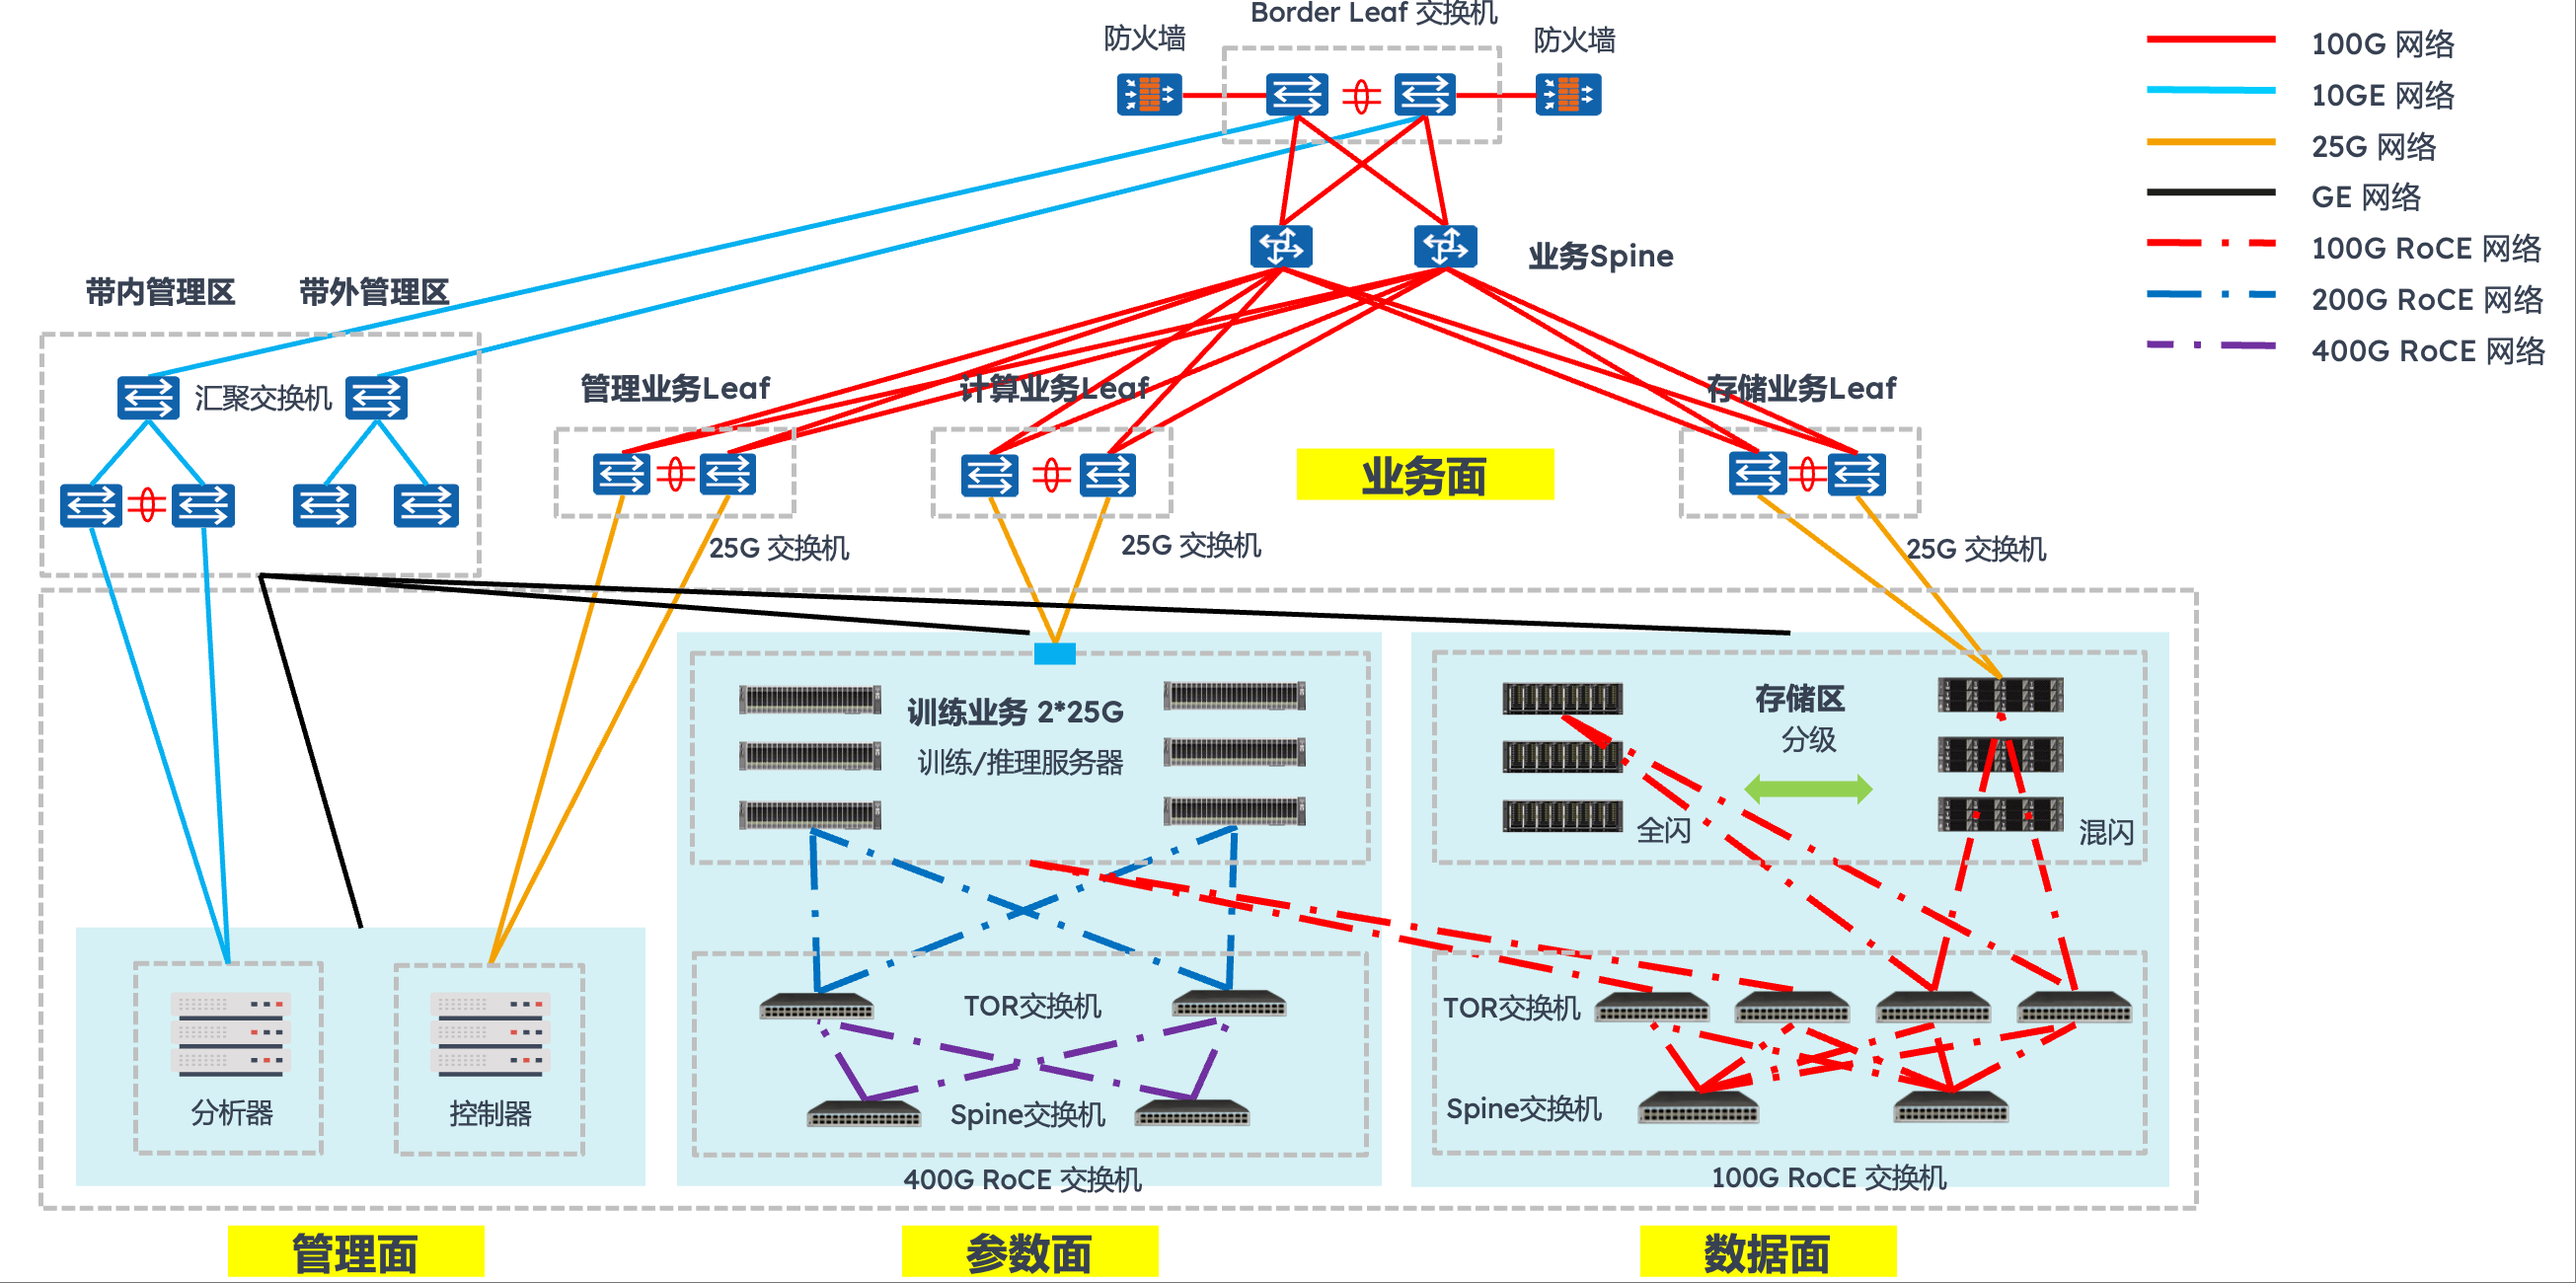 Border Leaf 交换机
防火墙
防火墙
100G 网络
10GE 网络
25G 网络
GE 网络
100G RoCE 网络
200G RoCE 网络
400G RoCE 网络
业务Spine
带内管理区
带外管理区
汇聚交换机
管理业务Leaf
计算业务Leaf
存储业务Leaf
业务面
25G 交换机
25G 交换机
25G 交换机
训练业务 2*25G
训练/推理服务器
存储区
分级
全闪
混闪
TOR交换机
TOR交换机
Spine交换机
Spine交换机
分析器
控制器
400G RoCE 交换机
100G RoCE 交换机
管理面
参数面
数据面